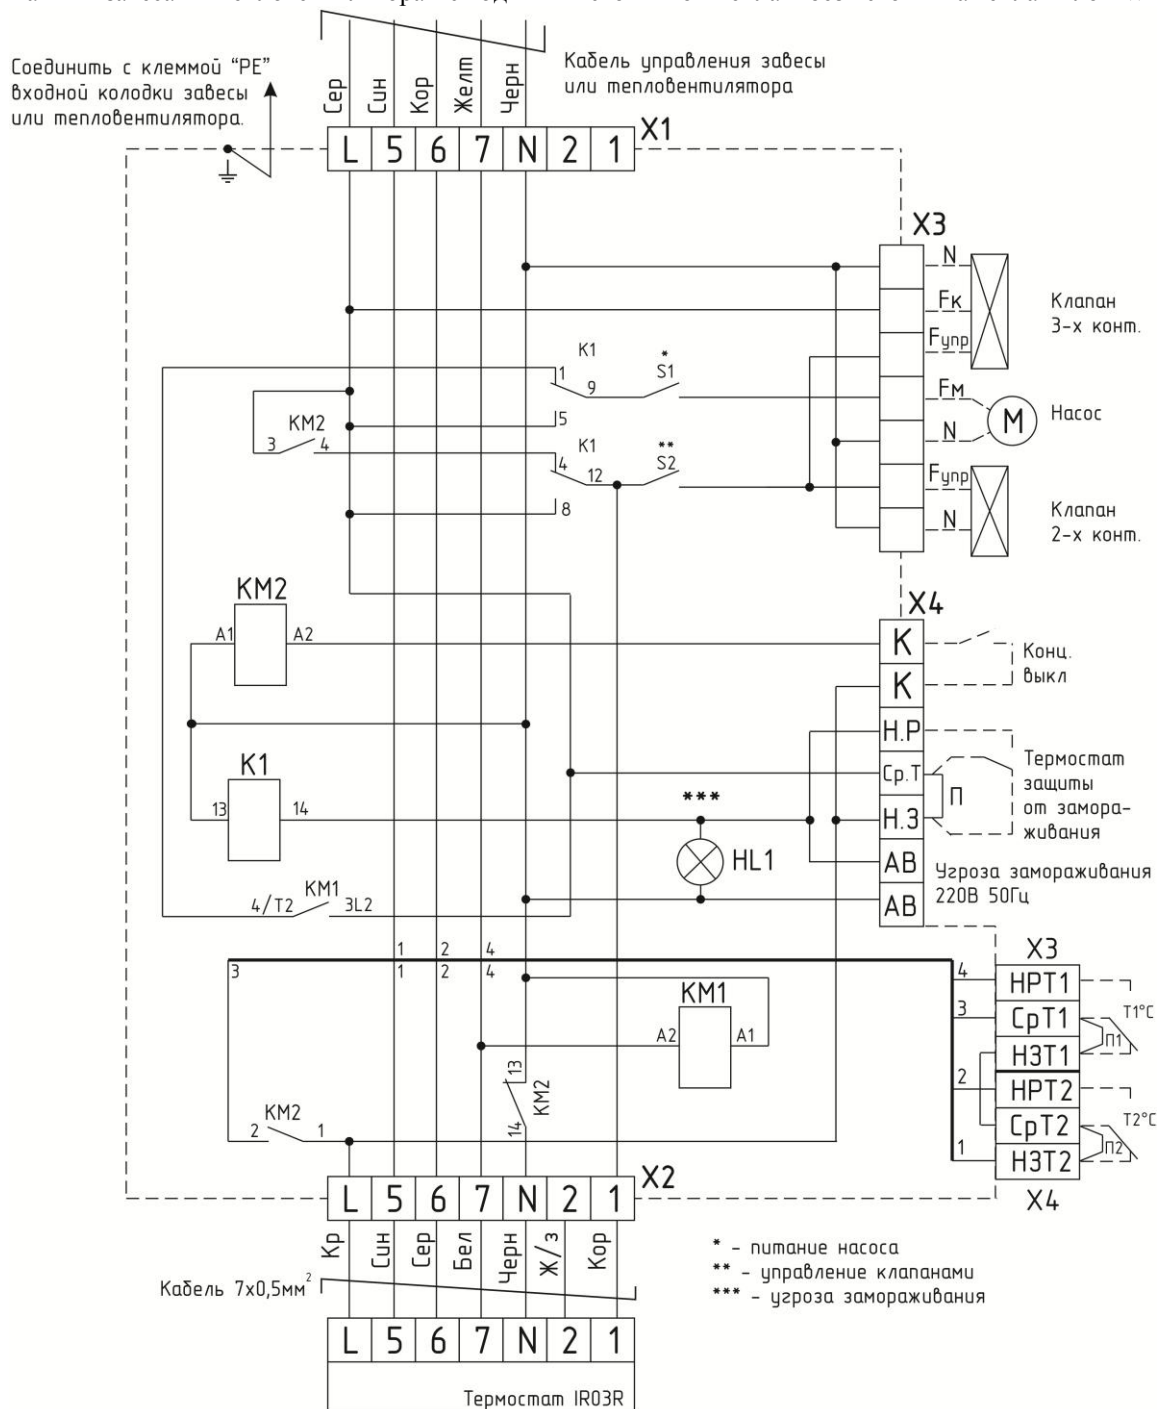 Кабель управления завесы
или тепловентилятора
Соединить с клеммой “РЕ”
входной колодки завесы
или тепловентилятора.
Сер
Син
Кор
Желт
Черн
L 5 6 7 N 2 1
X1
X3
N
Fк
Fупр
Клапан
3-х конт.
Fм
N
M
Насос
Fупр
N
Клапан
2-х конт.
K1
1
9
*
S1
5
KM2
3
4
K1
4
12
**
S2
8
KM2
A1
A2
X4
К
К
Конц.
выкл
Н.Р
Ср.Т
Н.З
П
Термостат
защиты
от замора-
живания
АВ
АВ
Угроза замораживания
220В 50Гц
K1
13
14
***
HL1
KM1
4/T2
3L2
3
1 2 4
1 2 4
KM1
A2
A1
13
KM2
14
KM2
2
1
X3
4
НРТ1
3
СрТ1
НЗТ1
П1
Т1°С
2
НРТ2
СрТ2
1
НЗТ2
П2
Т2°С
X4
L 5 6 7 N 2 1
X2
Кр
Син
Сер
Бел
Черн
Ж/з
Кор
Кабель 7х0,5мм²
* - питание насоса
** - управление клапанами
*** - угроза замораживания
L 5 6 7 N 2 1
Термостат IR03R